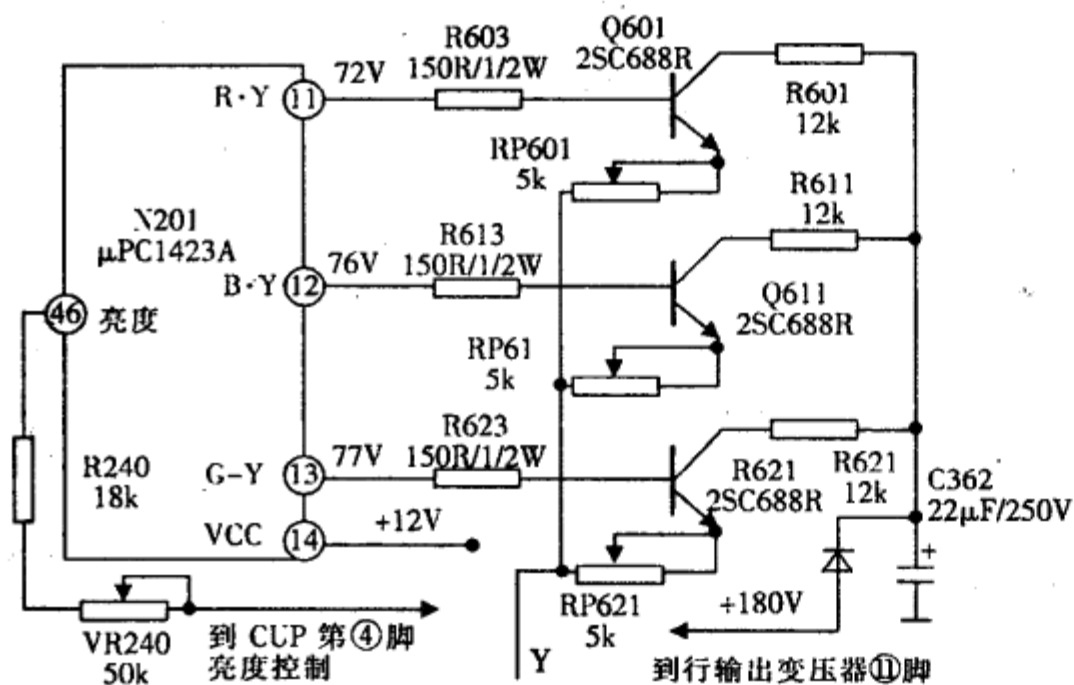 Q601
2SC688R
R603
150R/1/2W
72V
R·Y
⑪
R601
12k
RP601
5k
R611
12k
N201
μPC1423A
R613
150R/1/2W
76V
B·Y
⑫
Q611
2SC688R
㊻
亮度
RP61
5k
R623
150R/1/2W
77V
G-Y
⑬
R621
2SC688R
R621
12k
R240
18k
C362
22μF/250V
+
VCC
⑭
+12V
RP621
5k
+180V
VR240
50k
到 CUP 第④脚
亮度控制
Y
到行输出变压器⑪脚